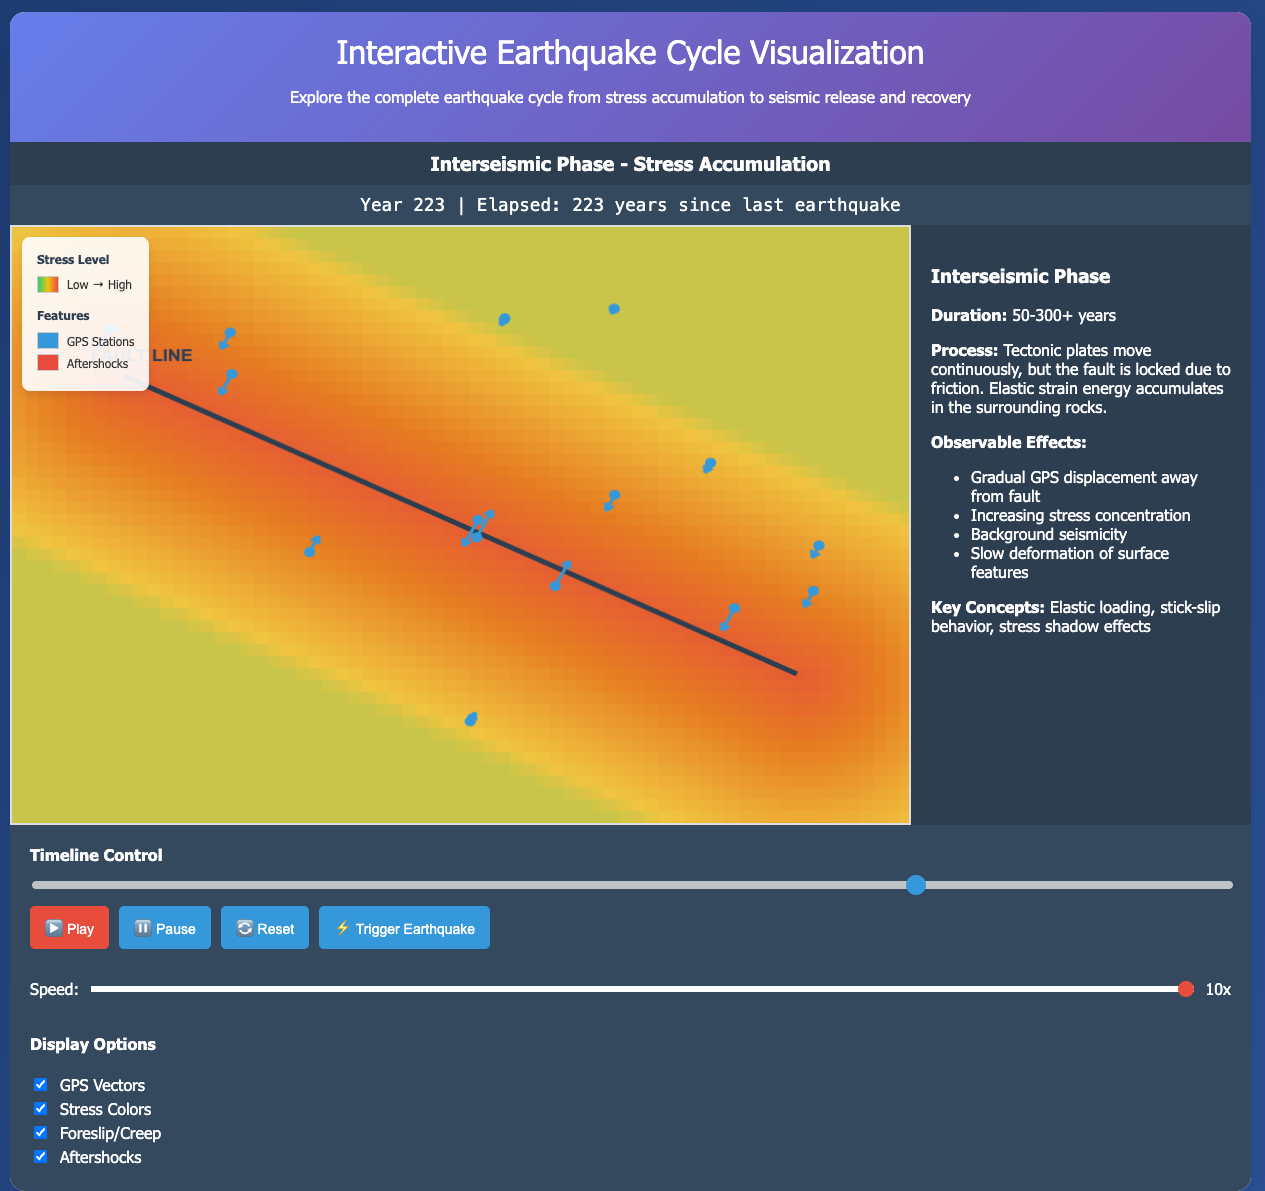 Interactive Earthquake Cycle Visualization
Explore the complete earthquake cycle from stress accumulation to seismic release and recovery
Interseismic Phase - Stress Accumulation
Year 223 | Elapsed: 223 years since last earthquake
Stress Level
Low → High
Features
GPS Stations
Aftershocks
FAULT LINE
Interseismic Phase
Duration: 50-300+ years
Process: Tectonic plates move
continuously, but the fault is locked due to
friction. Elastic strain energy accumulates
in the surrounding rocks.
Observable Effects:
• Gradual GPS displacement away
from fault
• Increasing stress concentration
• Background seismicity
• Slow deformation of surface
features
Key Concepts: Elastic loading, stick-slip
behavior, stress shadow effects
Timeline Control
Play
Pause
Reset
Trigger Earthquake
Speed:
10x
Display Options
GPS Vectors
Stress Colors
Foreslip/Creep
Aftershocks